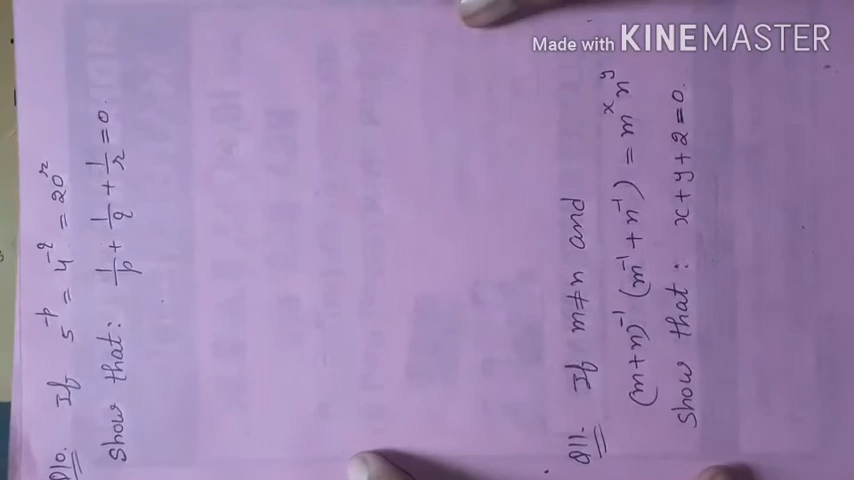 Q10. If 5^-p = 4^-q = 20^r
Show that: 1/p + 1/q + 1/r = 0.
Q11. If m≠n and
(m+n)^-1 (m^-1 + n^-1) = m^x n^y
Show that: x+y+2=0.
Made with KINEMASTER